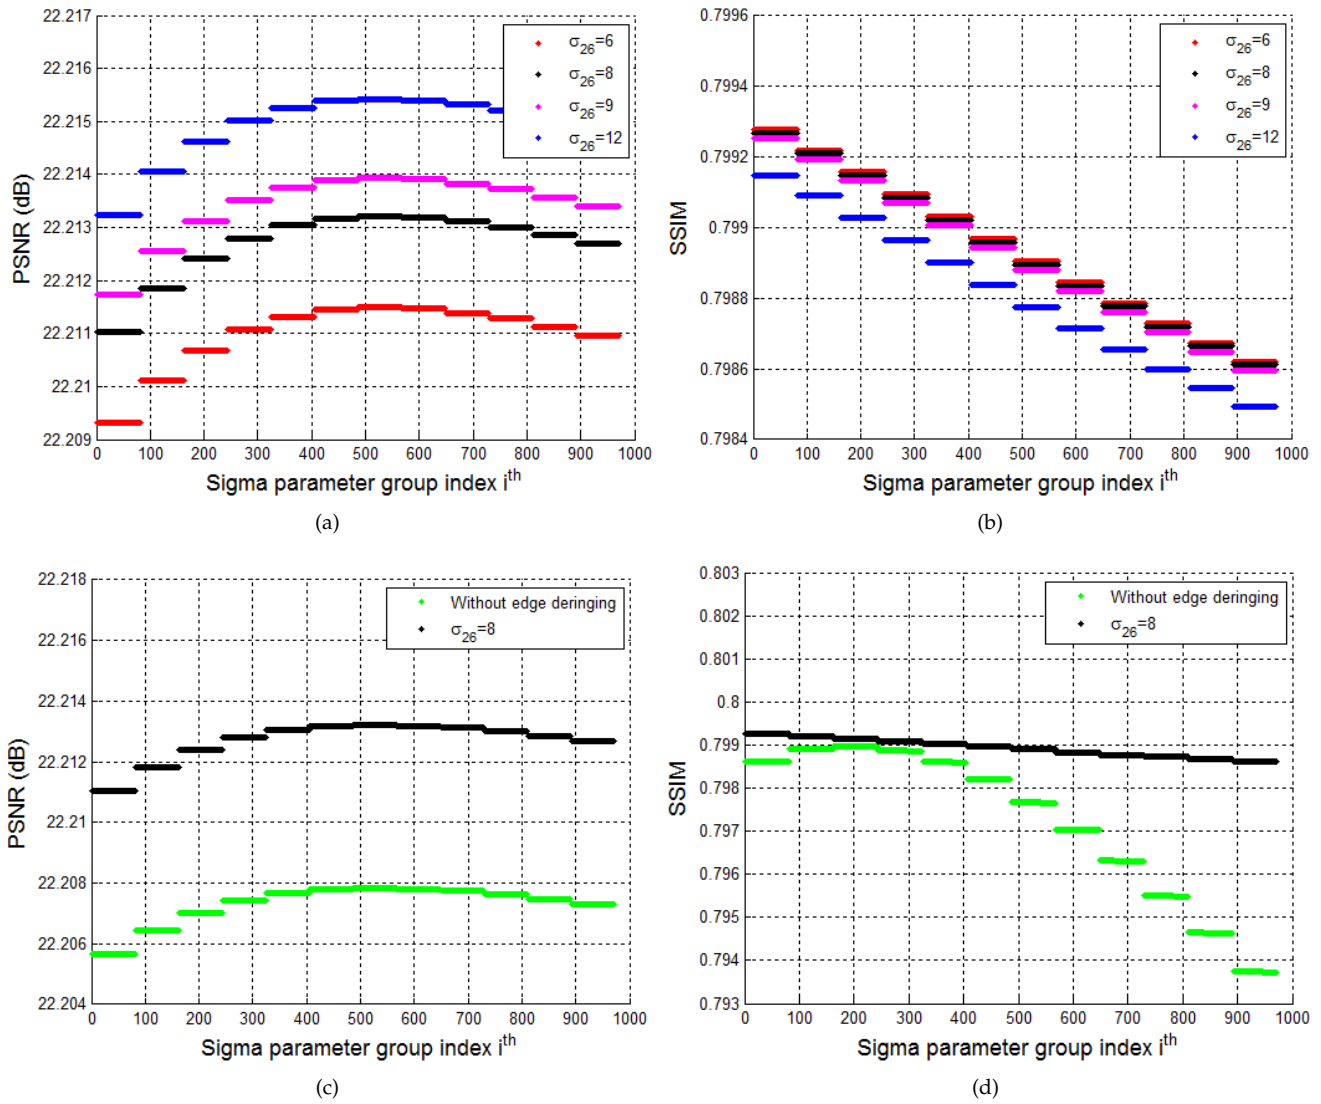 22.217
22.216
22.215
22.214
22.213
22.212
22.211
22.21
22.209
PSNR (dB)
0 100 200 300 400 500 600 700 800 900 1000
Sigma parameter group index i^th
σ26=6
σ26=8
σ26=9
σ26=12
(a)
0.7996
0.7994
0.7992
0.799
0.7988
0.7986
0.7984
SSIM
0 100 200 300 400 500 600 700 800 900 1000
Sigma parameter group index i^th
σ26=6
σ26=8
σ26=9
σ26=12
(b)
22.218
22.216
22.214
22.212
22.21
22.208
22.206
22.204
PSNR (dB)
0 100 200 300 400 500 600 700 800 900 1000
Sigma parameter group index i^th
Without edge deringing
σ26=8
(c)
0.803
0.802
0.801
0.8
0.799
0.798
0.797
0.796
0.795
0.794
0.793
SSIM
0 100 200 300 400 500 600 700 800 900 1000
Sigma parameter group index i^th
Without edge deringing
σ26=8
(d)